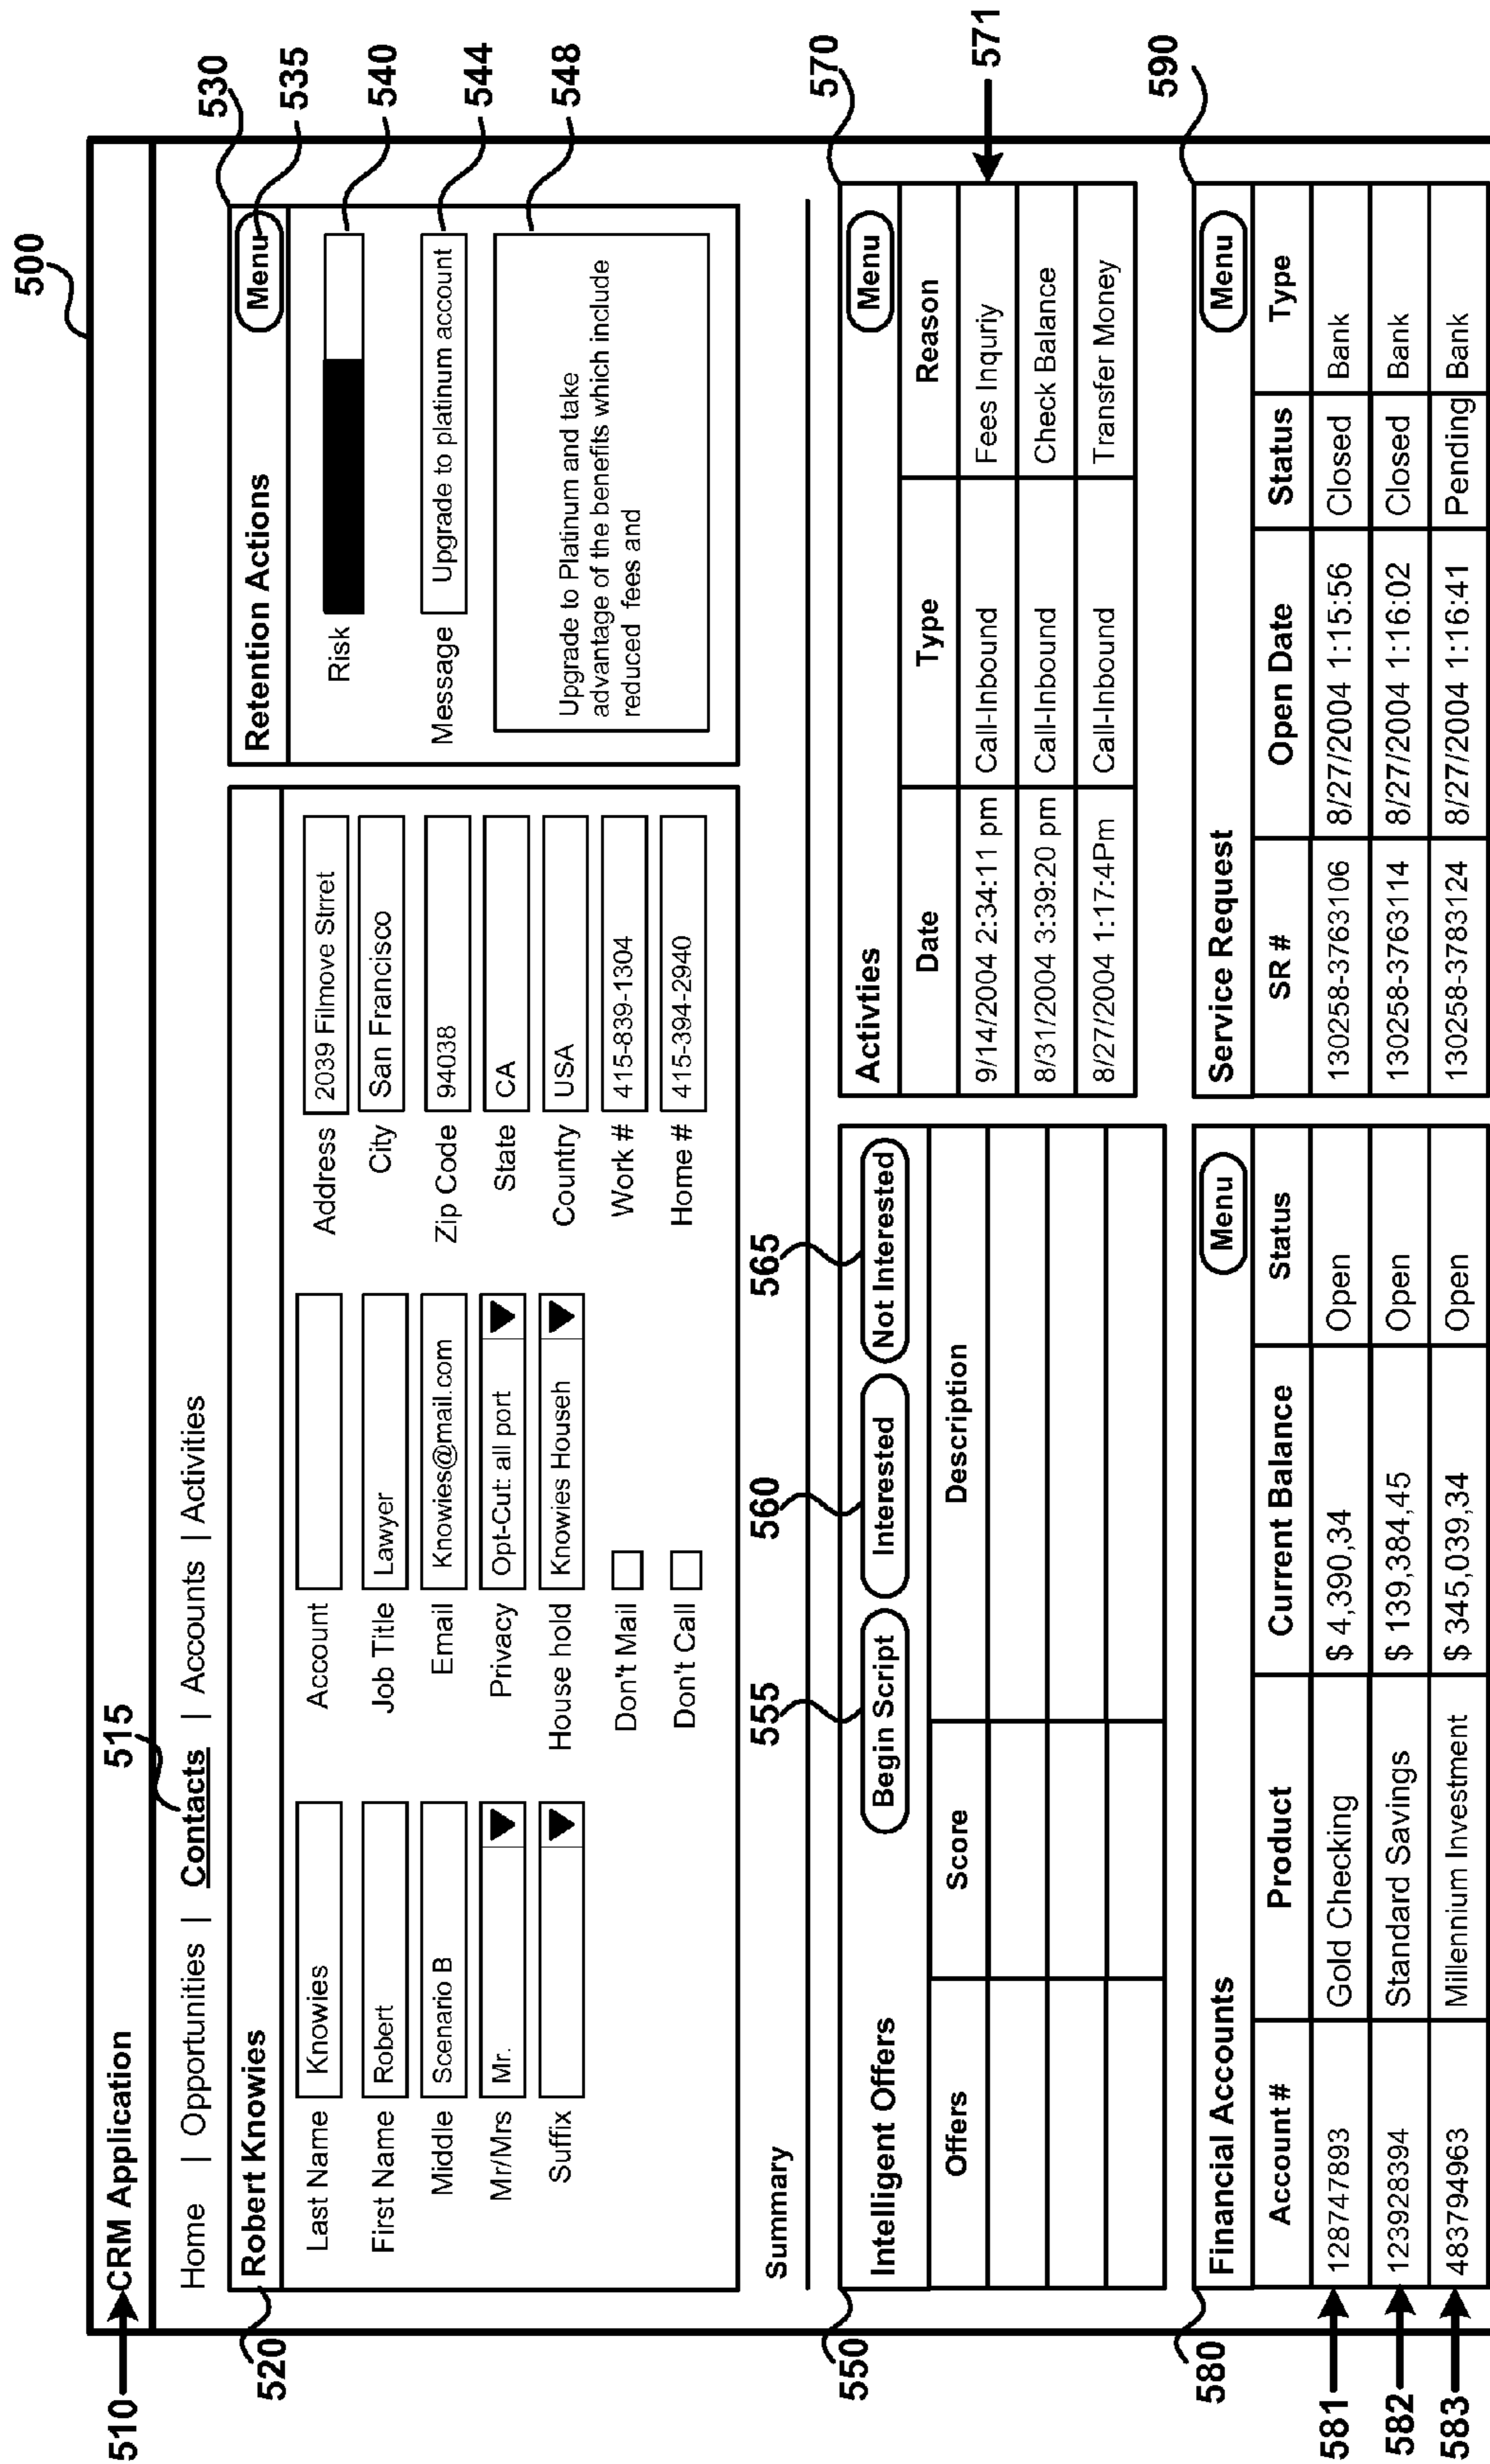 500
510
CRM Application
515
Home | Opportunities | Contacts | Accounts | Activities
520
Robert Knowies
Last Name Knowies
First Name Robert
Middle Scenario B
Mr/Mrs Mr.
Suffix
Account
Job Title Lawyer
Email Knowies@mail.com
Privacy Opt-Cut: all port
House hold Knowies Househ
Don't Mail
Don't Call
Address 2039 Filmove Strret
City San Francisco
Zip Code 94038
State CA
Country USA
Work # 415-839-1304
Home # 415-394-2940
530
Retention Actions Menu
535
Risk
540
Message Upgrade to platinum account
544
Upgrade to Platinum and take
advantage of the benefits which include
reduced fees and
548
Summary
550
555
560
565
Intelligent Offers Begin Script Interested Not Interested
Offers Score Description
570
Activties Menu
Date Type Reason
9/14/2004 2:34:11 pm Call-Inbound Fees Inquriy
571
8/31/2004 3:39:20 pm Call-Inbound Check Balance
8/27/2004 1:17:4Pm Call-Inbound Transfer Money
580
Financial Accounts Menu
Account # Product Current Balance Status
581
128747893 Gold Checking $ 4,390,34 Open
582
123928394 Standard Savings $ 139,384,45 Open
583
483794963 Millennium Investment $ 345,039,34 Open
590
Service Request Menu
SR # Open Date Status Type
130258-3763106 8/27/2004 1:15:56 Closed Bank
130258-3763114 8/27/2004 1:16:02 Closed Bank
130258-3783124 8/27/2004 1:16:41 Pending Bank